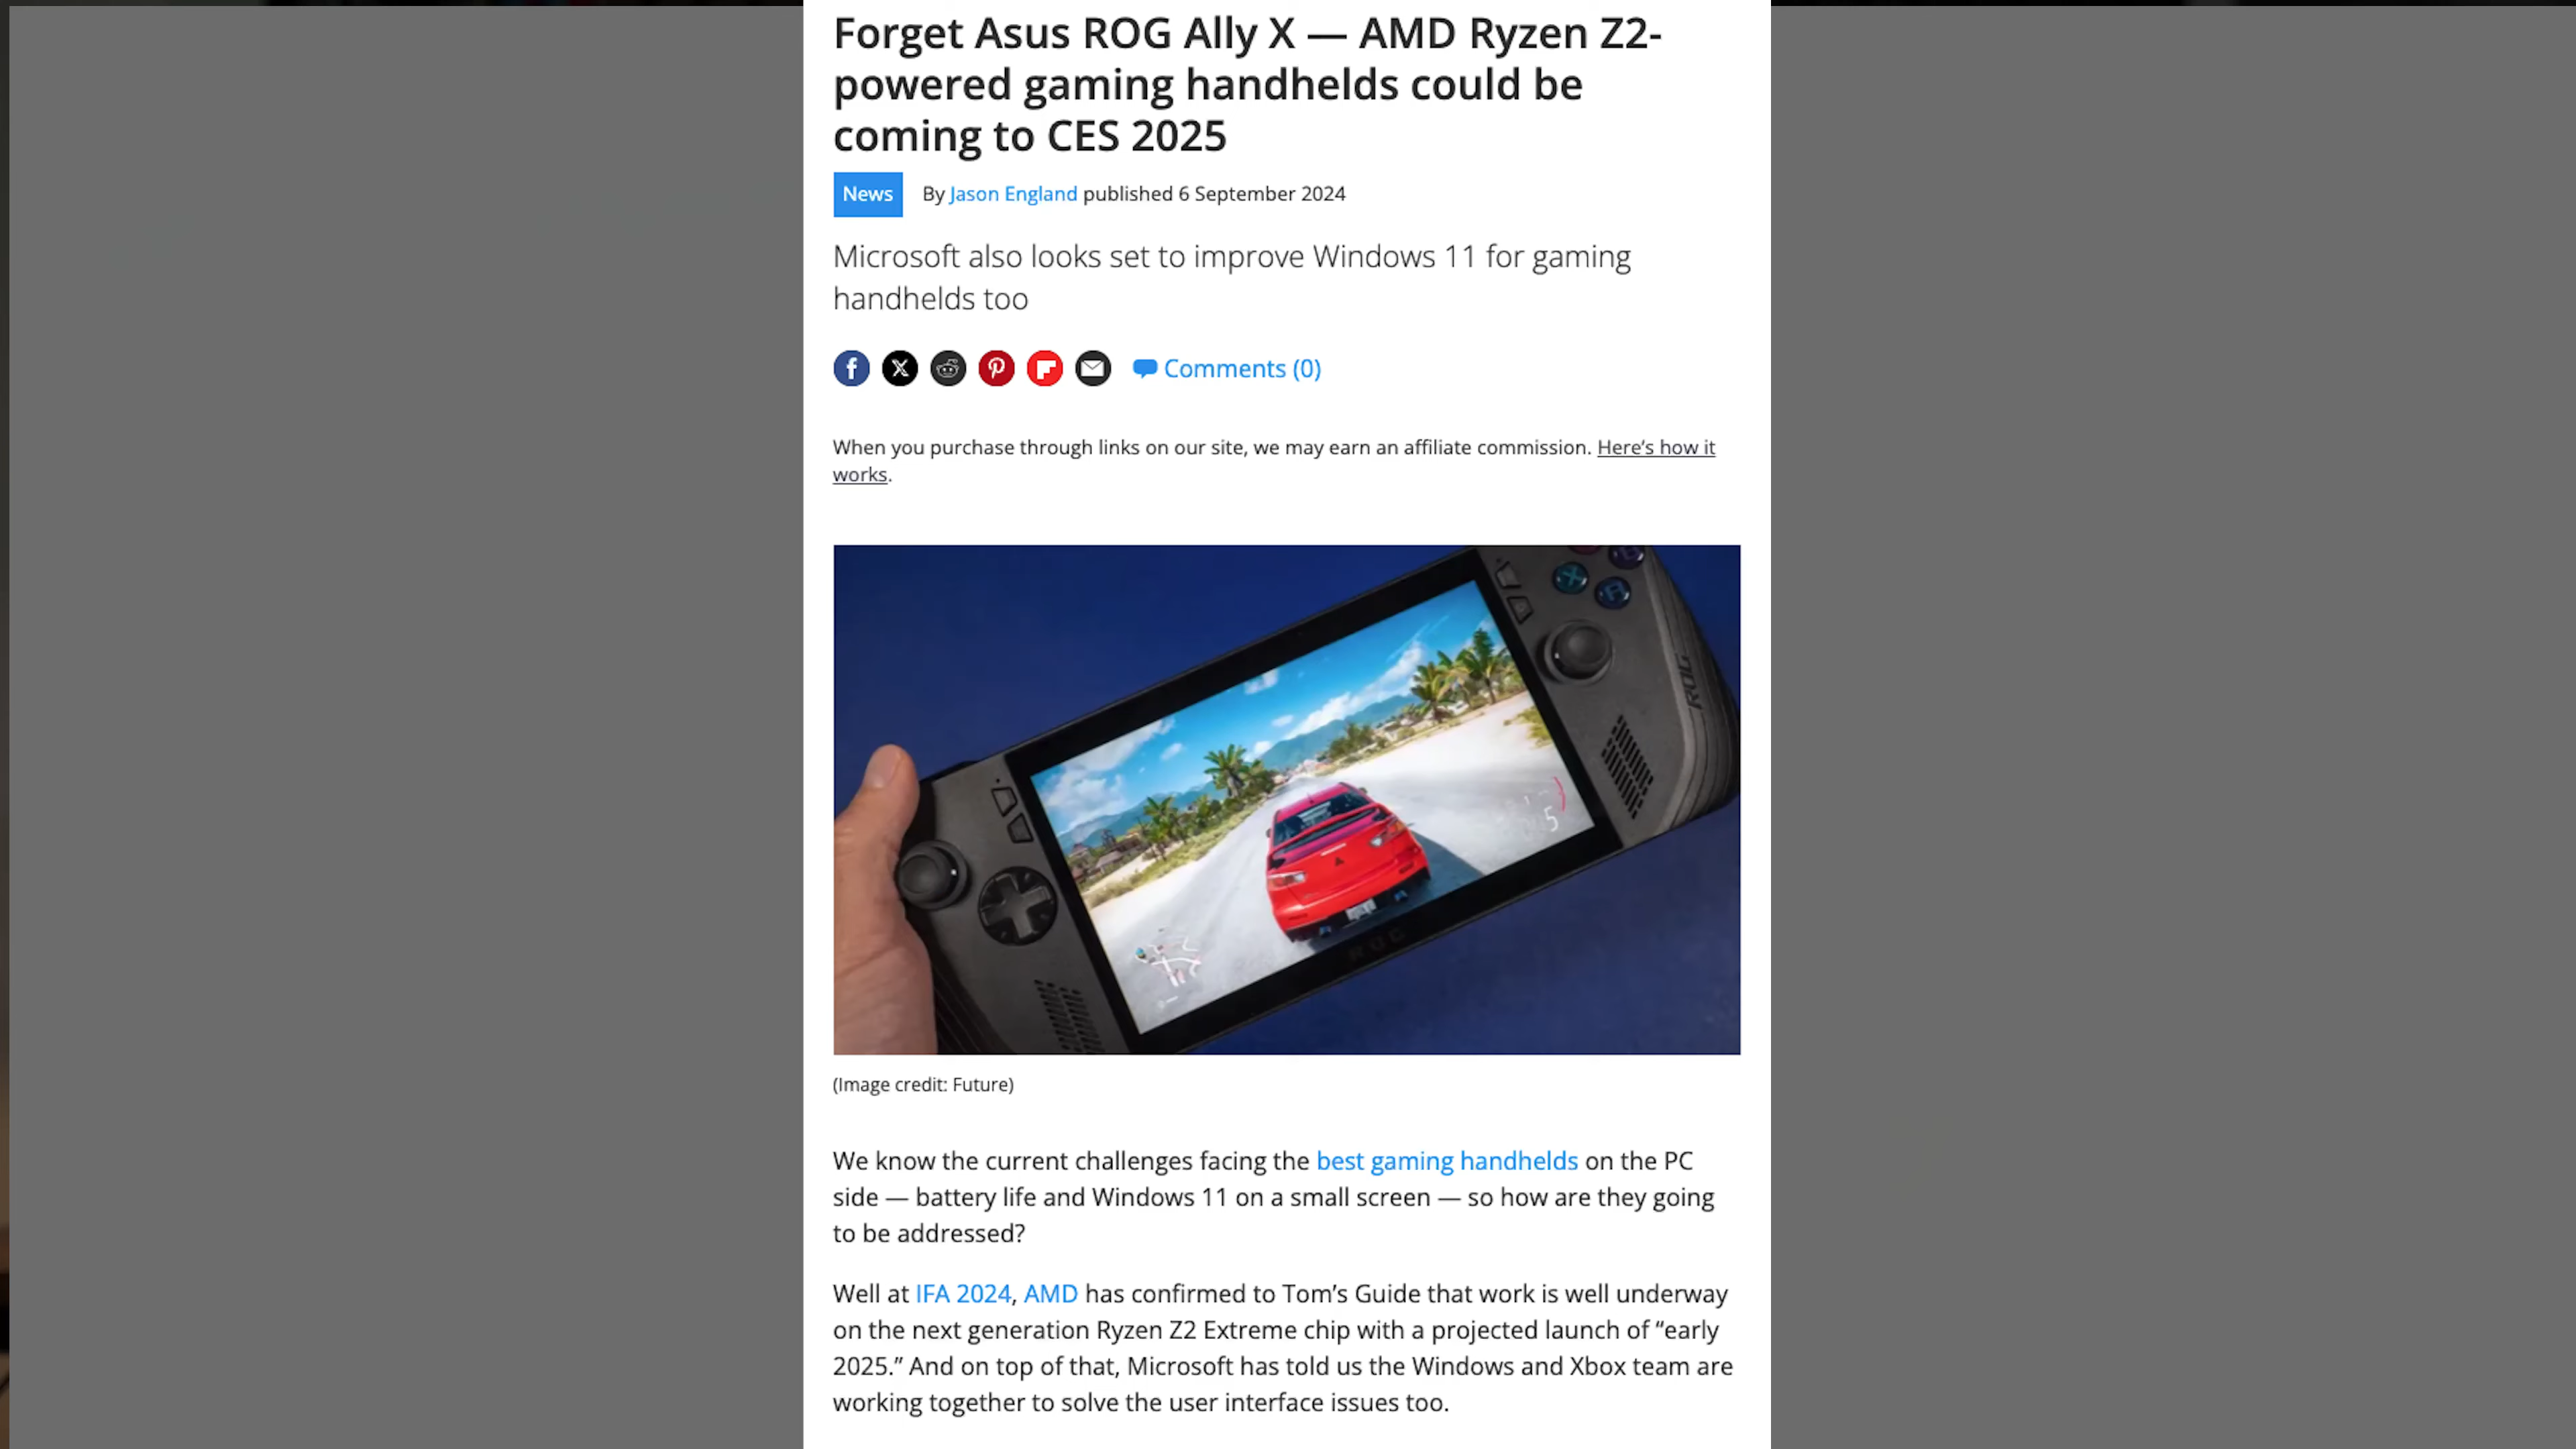 Forget Asus ROG Ally X — AMD Ryzen Z2-
powered gaming handhelds could be
coming to CES 2025
News By Jason England published 6 September 2024
Microsoft also looks set to improve Windows 11 for gaming
handhelds too
Comments (0)
When you purchase through links on our site, we may earn an affiliate commission. Here's how it
works.
X
ROG
5
ROG
(Image credit: Future)
We know the current challenges facing the best gaming handhelds on the PC
side — battery life and Windows 11 on a small screen — so how are they going
to be addressed?
Well at IFA 2024, AMD has confirmed to Tom's Guide that work is well underway
on the next generation Ryzen Z2 Extreme chip with a projected launch of “early
2025.” And on top of that, Microsoft has told us the Windows and Xbox team are
working together to solve the user interface issues too.